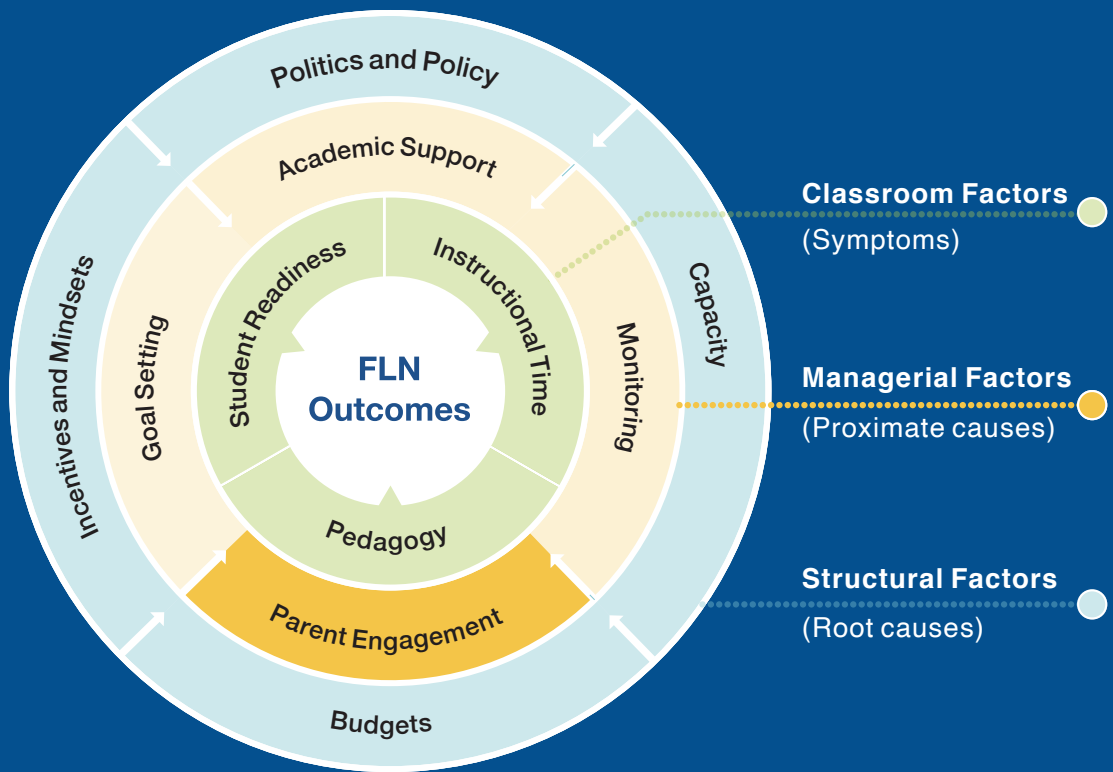 Politics and Policy
Academic Support
Student Readiness
Instructional Time
Incentives and Mindsets
Goal Setting
FLN
Outcomes
Monitoring
Capacity
Pedagogy
Parent Engagement
Budgets
Classroom Factors
(Symptoms)
Managerial Factors
(Proximate causes)
Structural Factors
(Root causes)